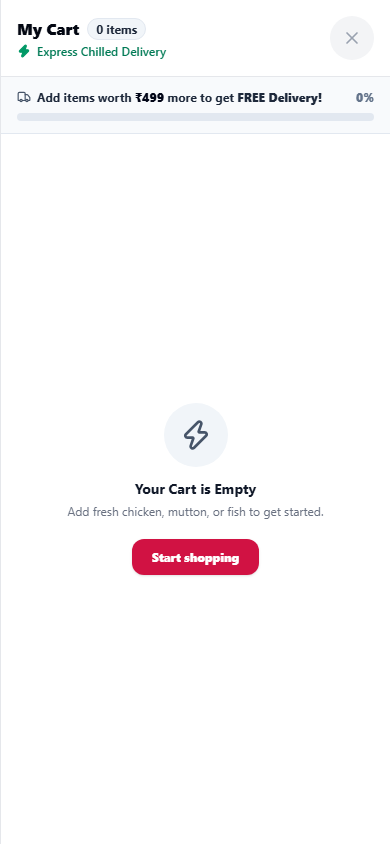 My Cart 0 items
Express Chilled Delivery
Add items worth ₹499 more to get FREE Delivery! 0%
Your Cart is Empty
Add fresh chicken, mutton, or fish to get started.
Start shopping